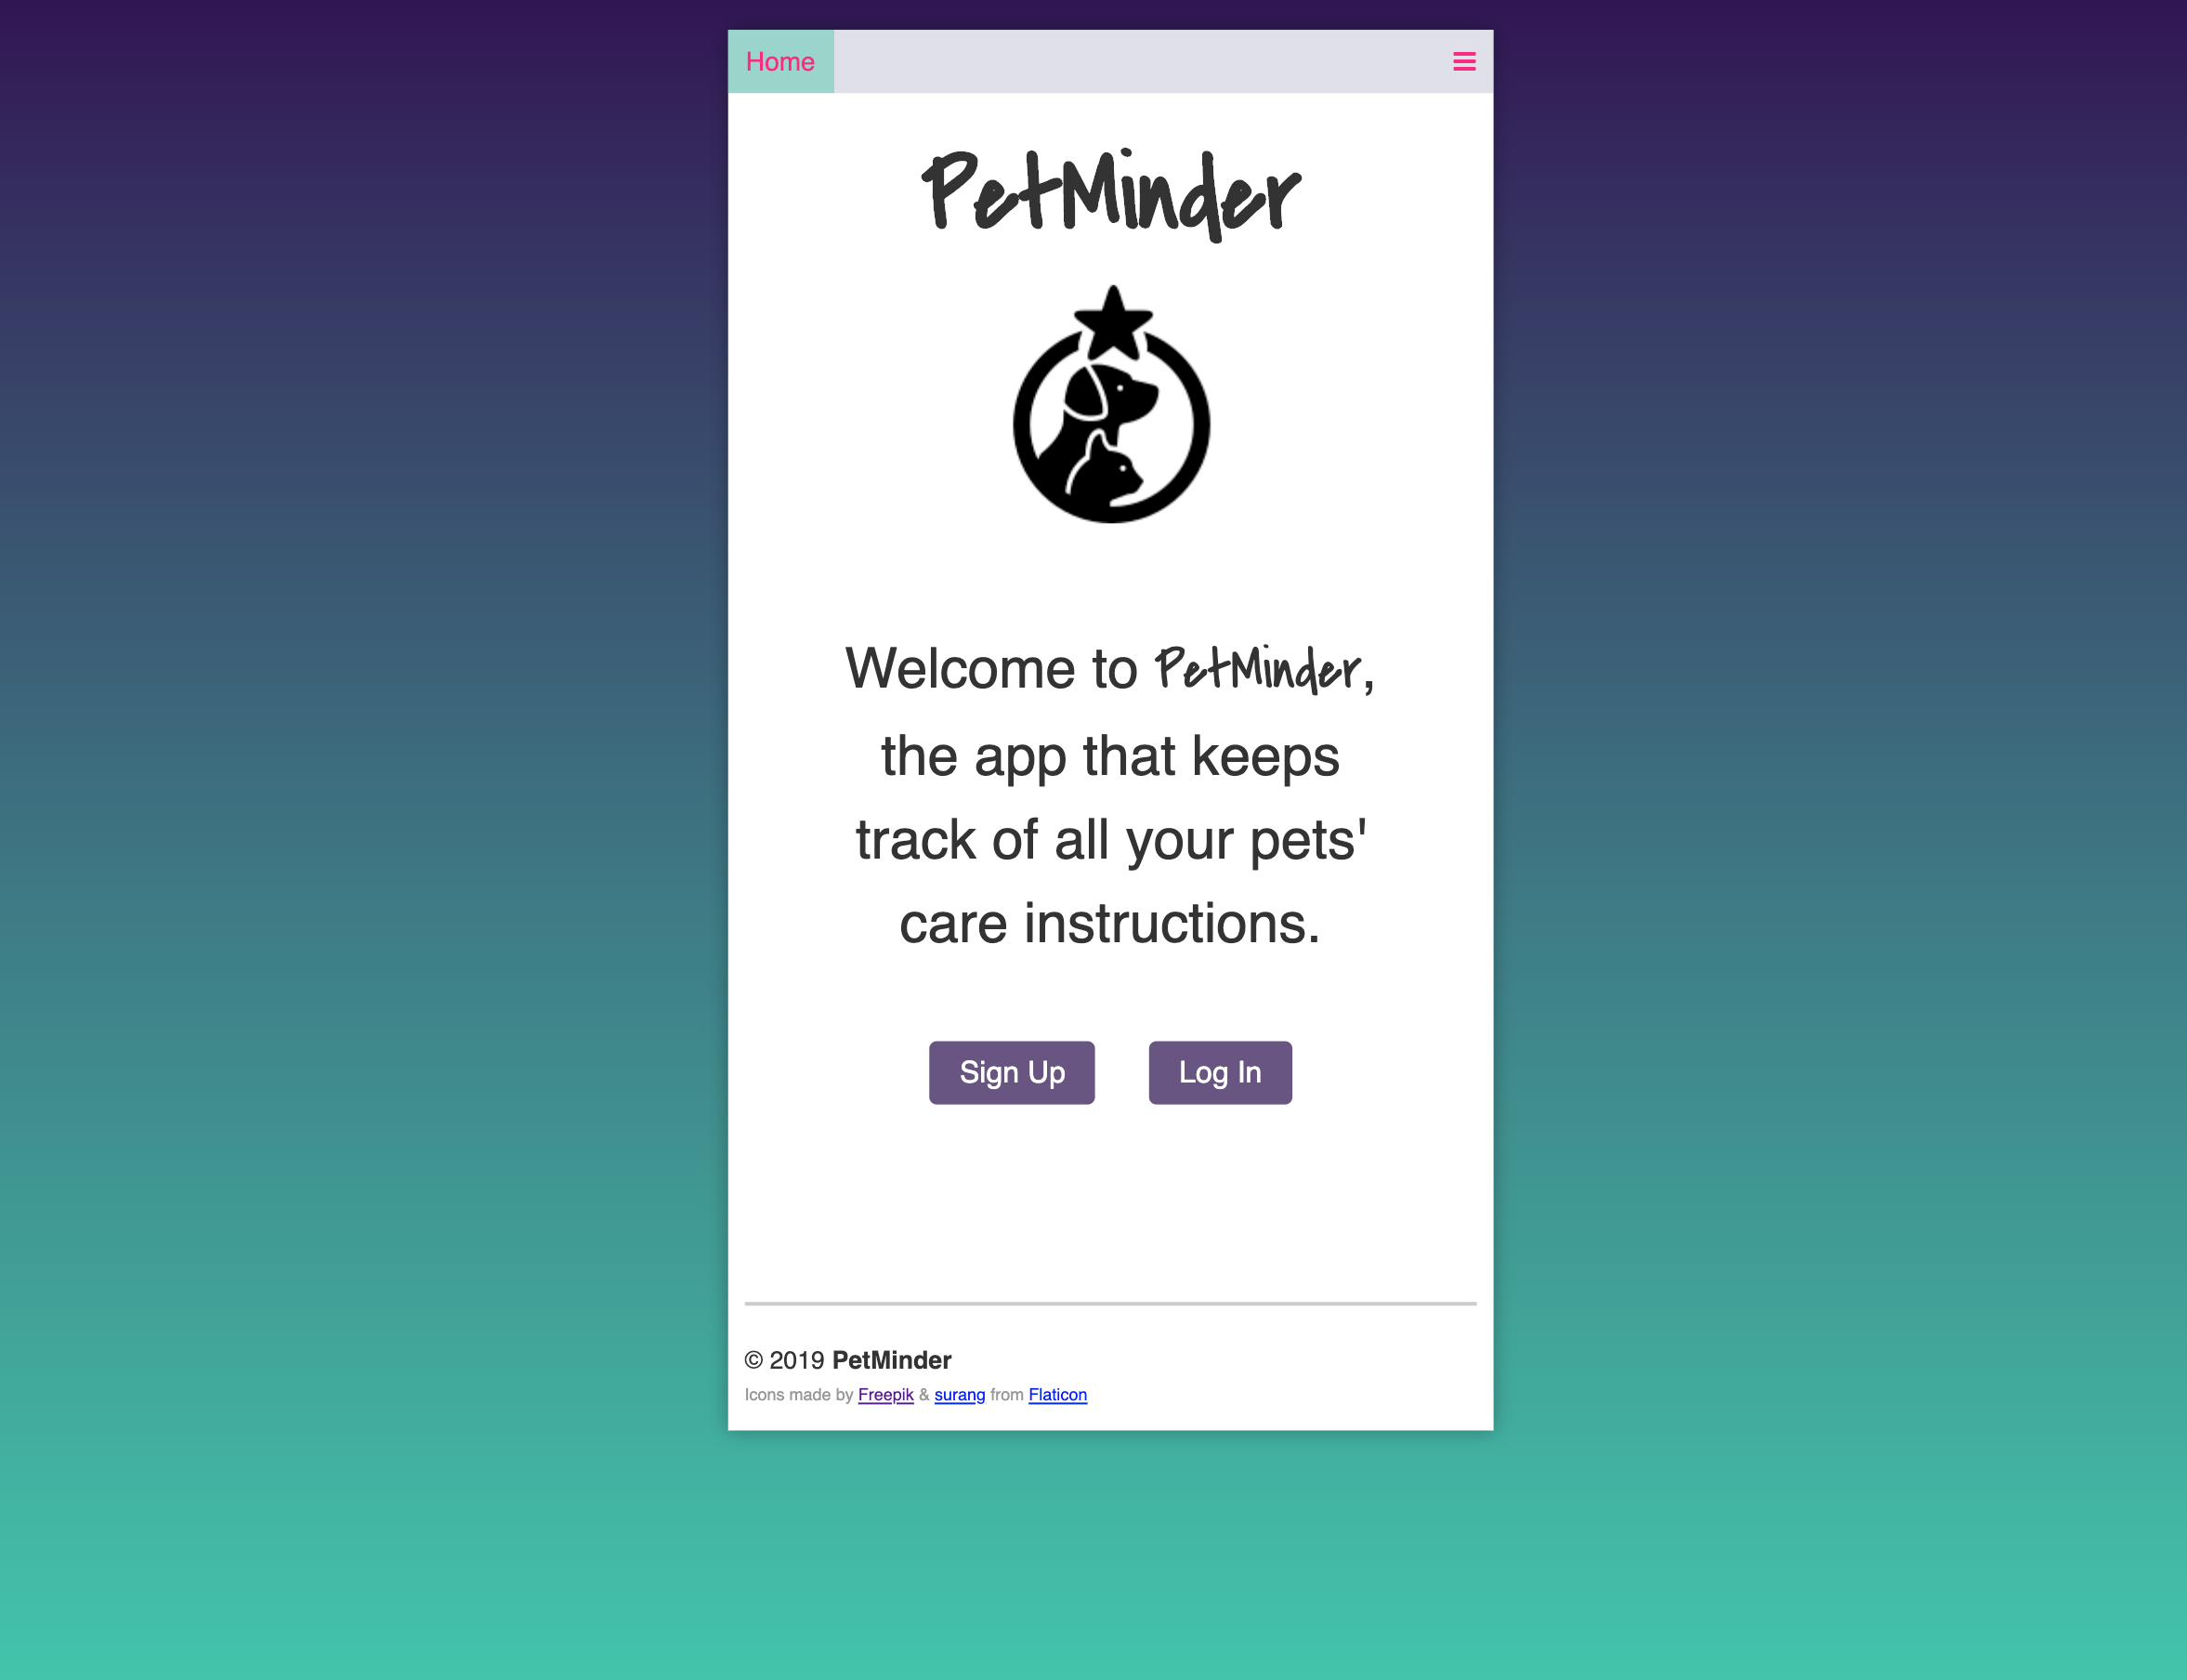 Home
PetMinder
Welcome to PetMinder,
the app that keeps
track of all your pets'
care instructions.
Sign Up
Log In
© 2019 PetMinder
Icons made by Freepik & surang from Flaticon